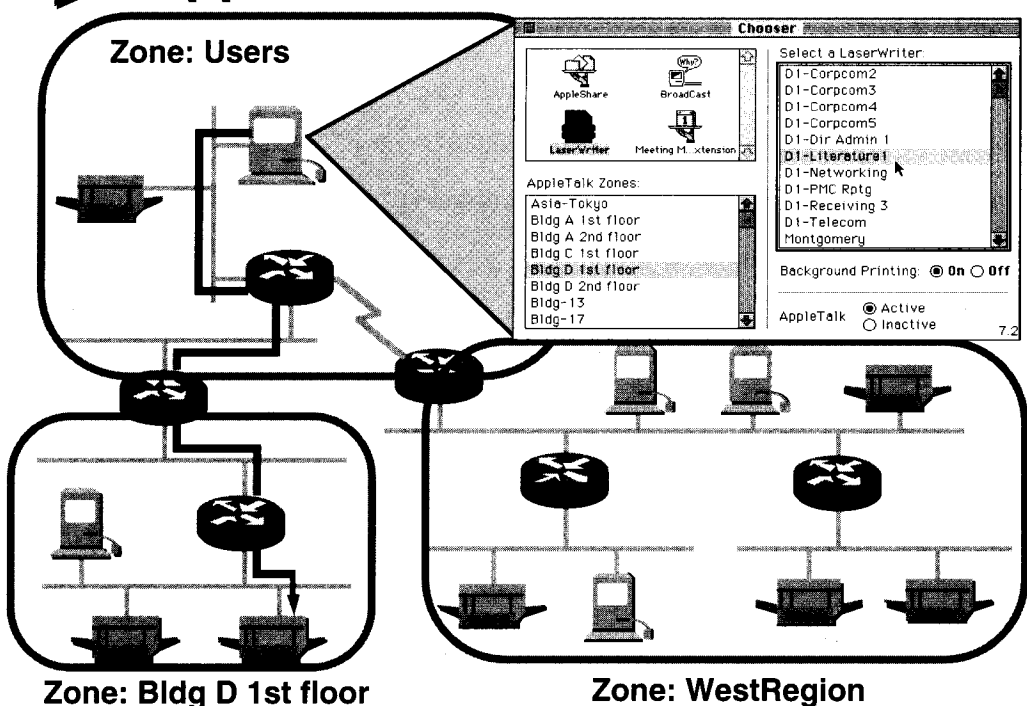 Zone: Users
Chooser
AppleShare
BroadCast
Why?
LaserWriter
Meeting M...xtension
AppleTalk Zones:
Asia-Tokyo
Bldg A 1st floor
Bldg A 2nd floor
Bldg C 1st floor
Bldg D 1st floor
Bldg D 2nd floor
Bldg-13
Bldg-17
Select a LaserWriter:
D1-Corpcom2
D1-Corpcom3
D1-Corpcom4
D1-Corpcom5
D1-Dir Admin 1
D1-Literature1
D1-Networking
D1-PMC Rptg
D1-Receiving 3
D1-Telecom
Montgomery
Background Printing: On Off
AppleTalk
Active
Inactive
7.2
Zone: Bldg D 1st floor
Zone: WestRegion